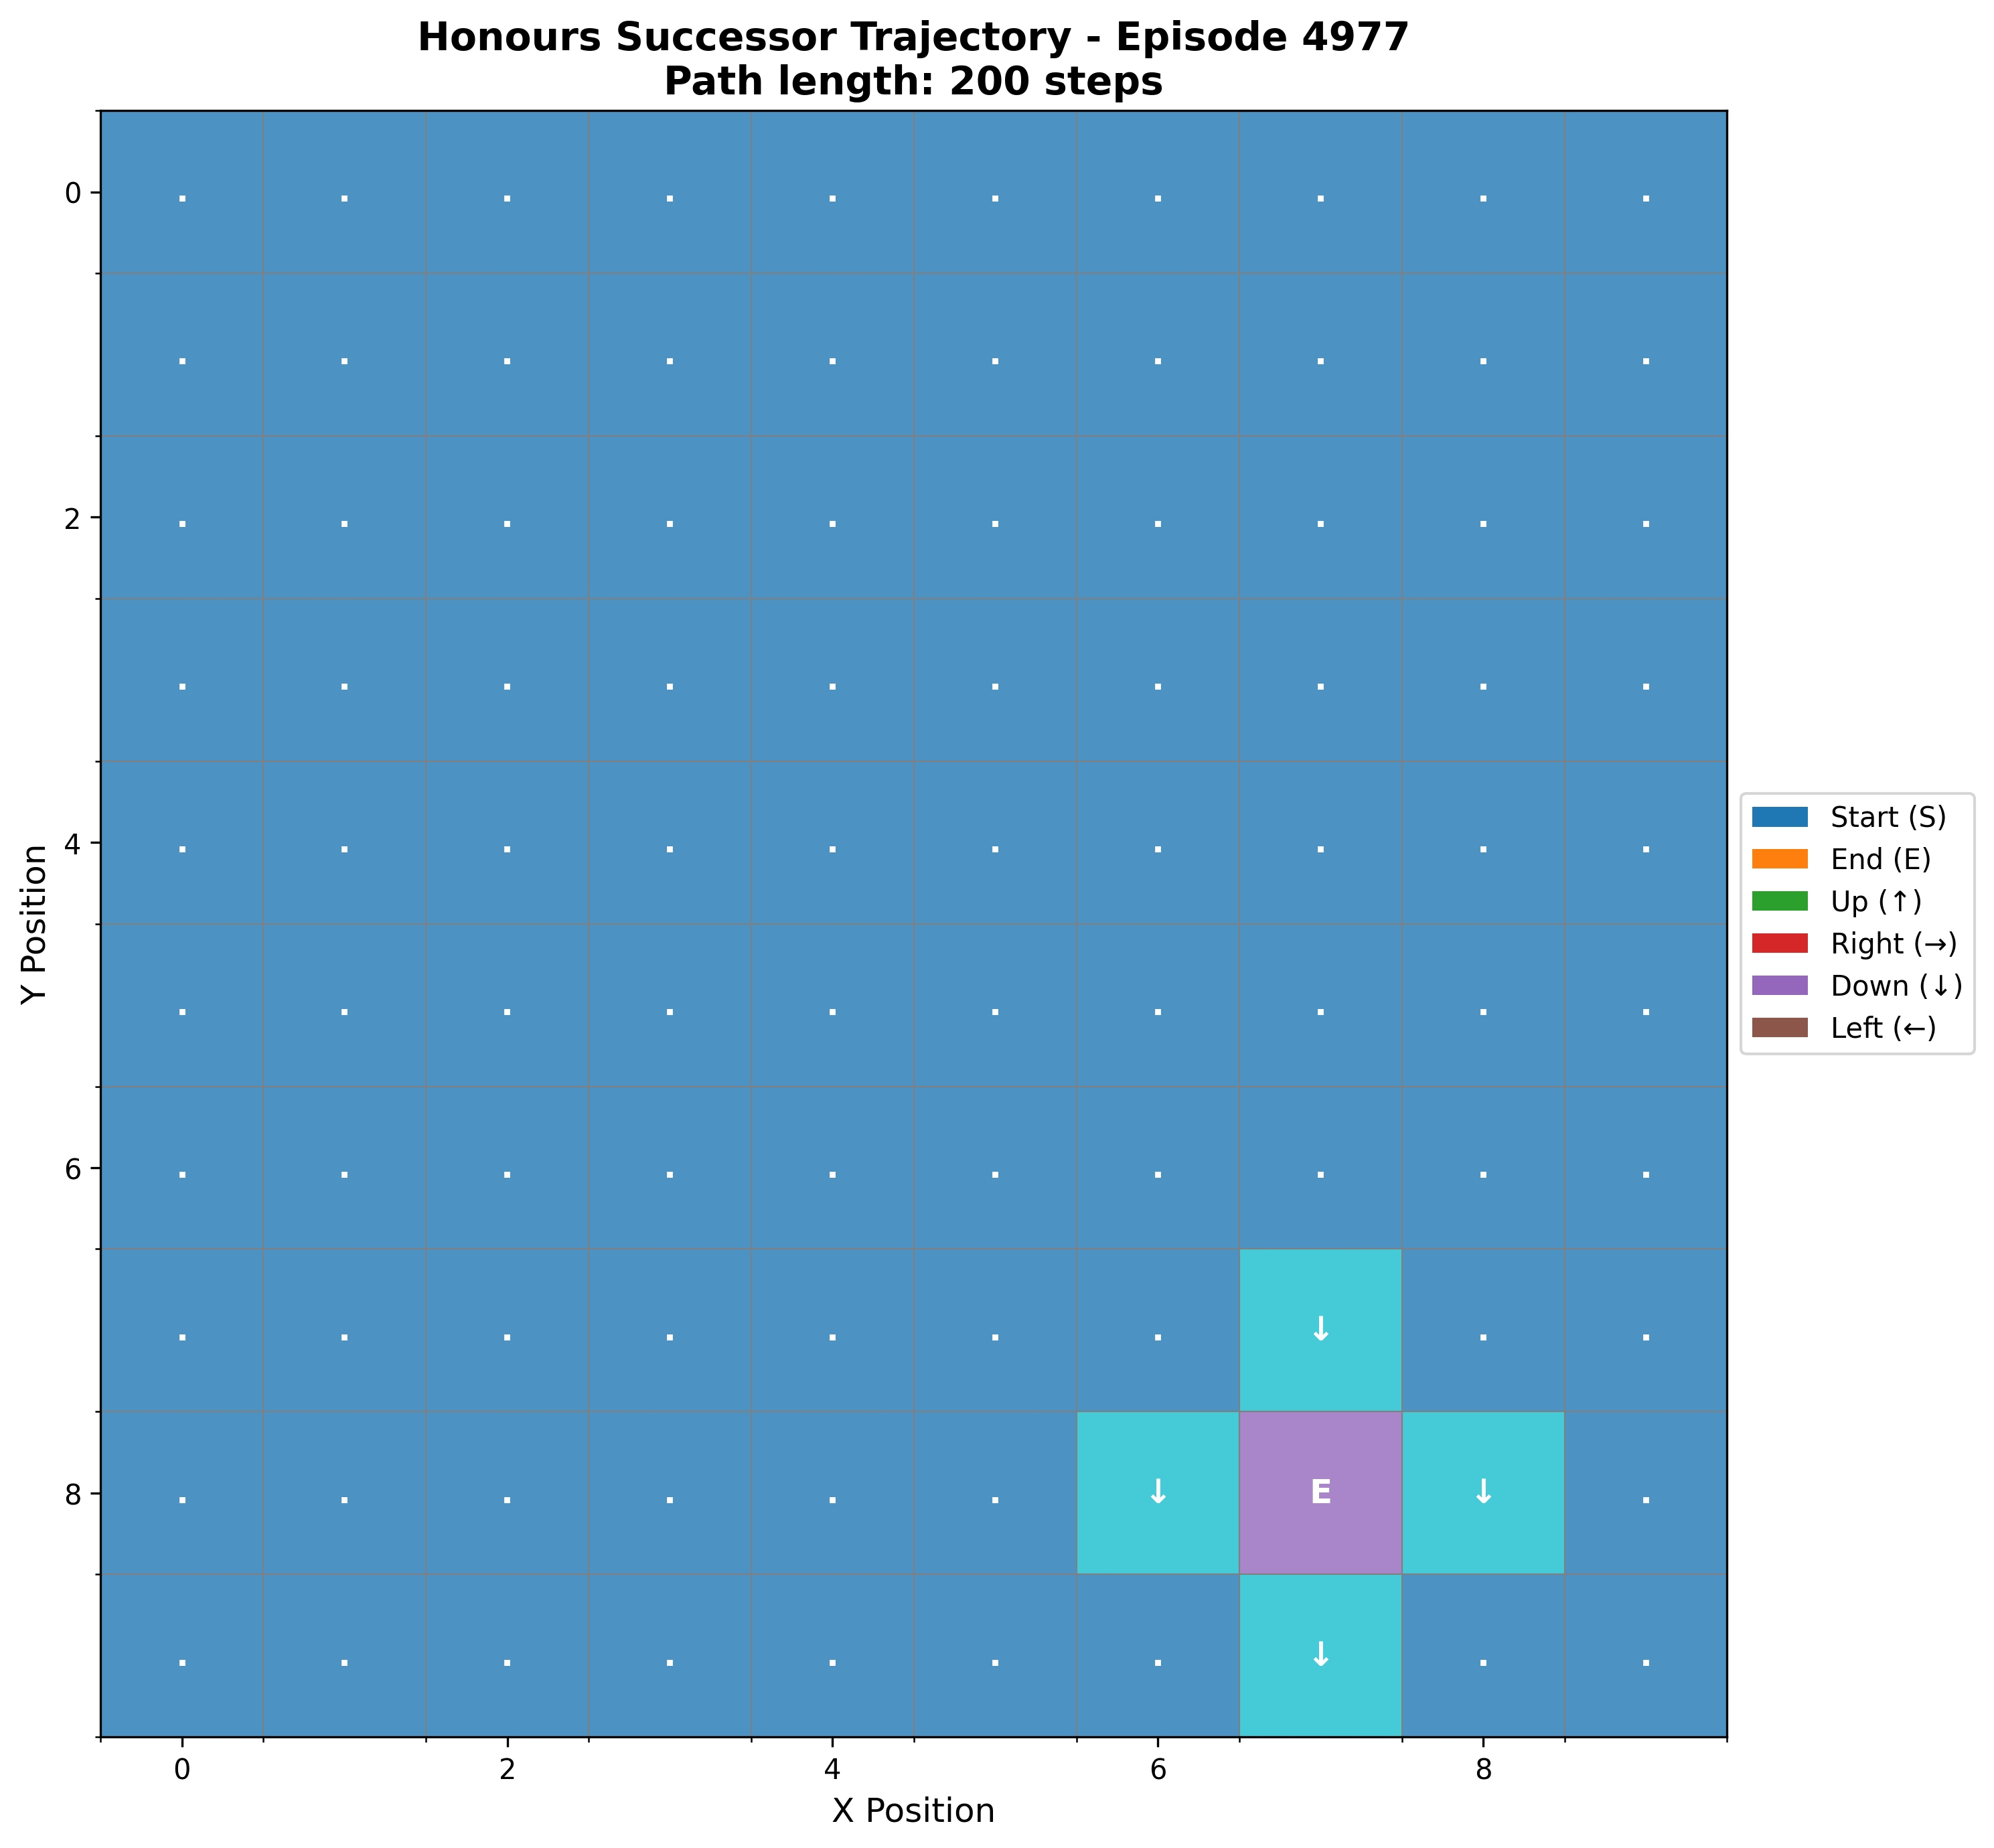 Honours Successor Trajectory - Episode 4977
Path length: 200 steps
0
2
4
6
8
Y Position
↓
↓ E ↓
↓
0 2 4 6 8
X Position
Start (S)
End (E)
Up (↑)
Right (→)
Down (↓)
Left (←)